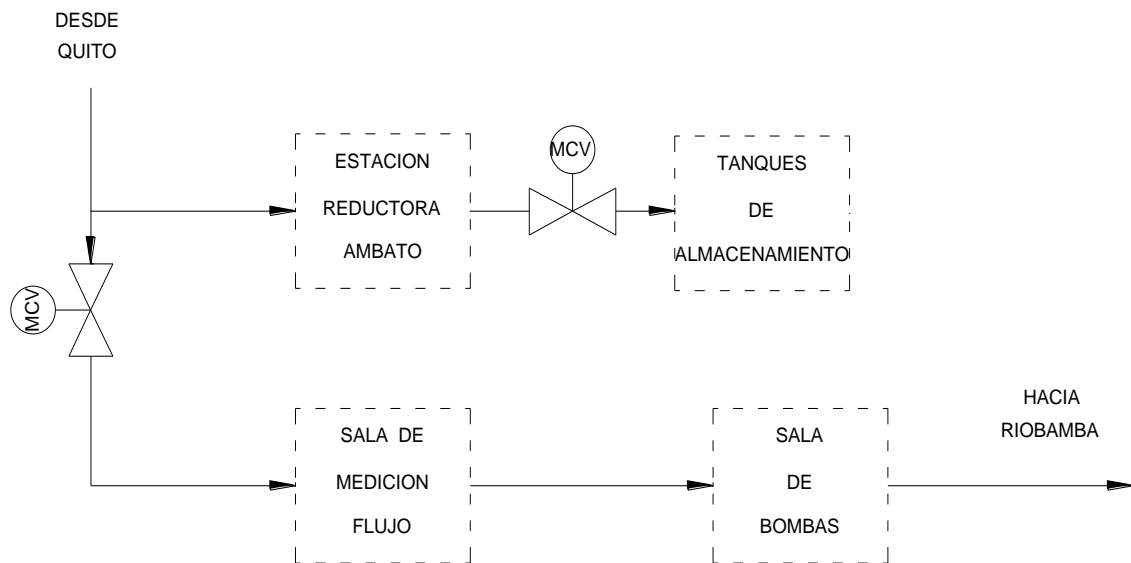 DESDE
QUITO
ESTACION
REDUCTORA
AMBATO
MCV
TANQUES
DE
ALMACENAMIENTO
MCV
SALA DE
MEDICION
FLUJO
SALA
DE
BOMBAS
HACIA
RIOBAMBA